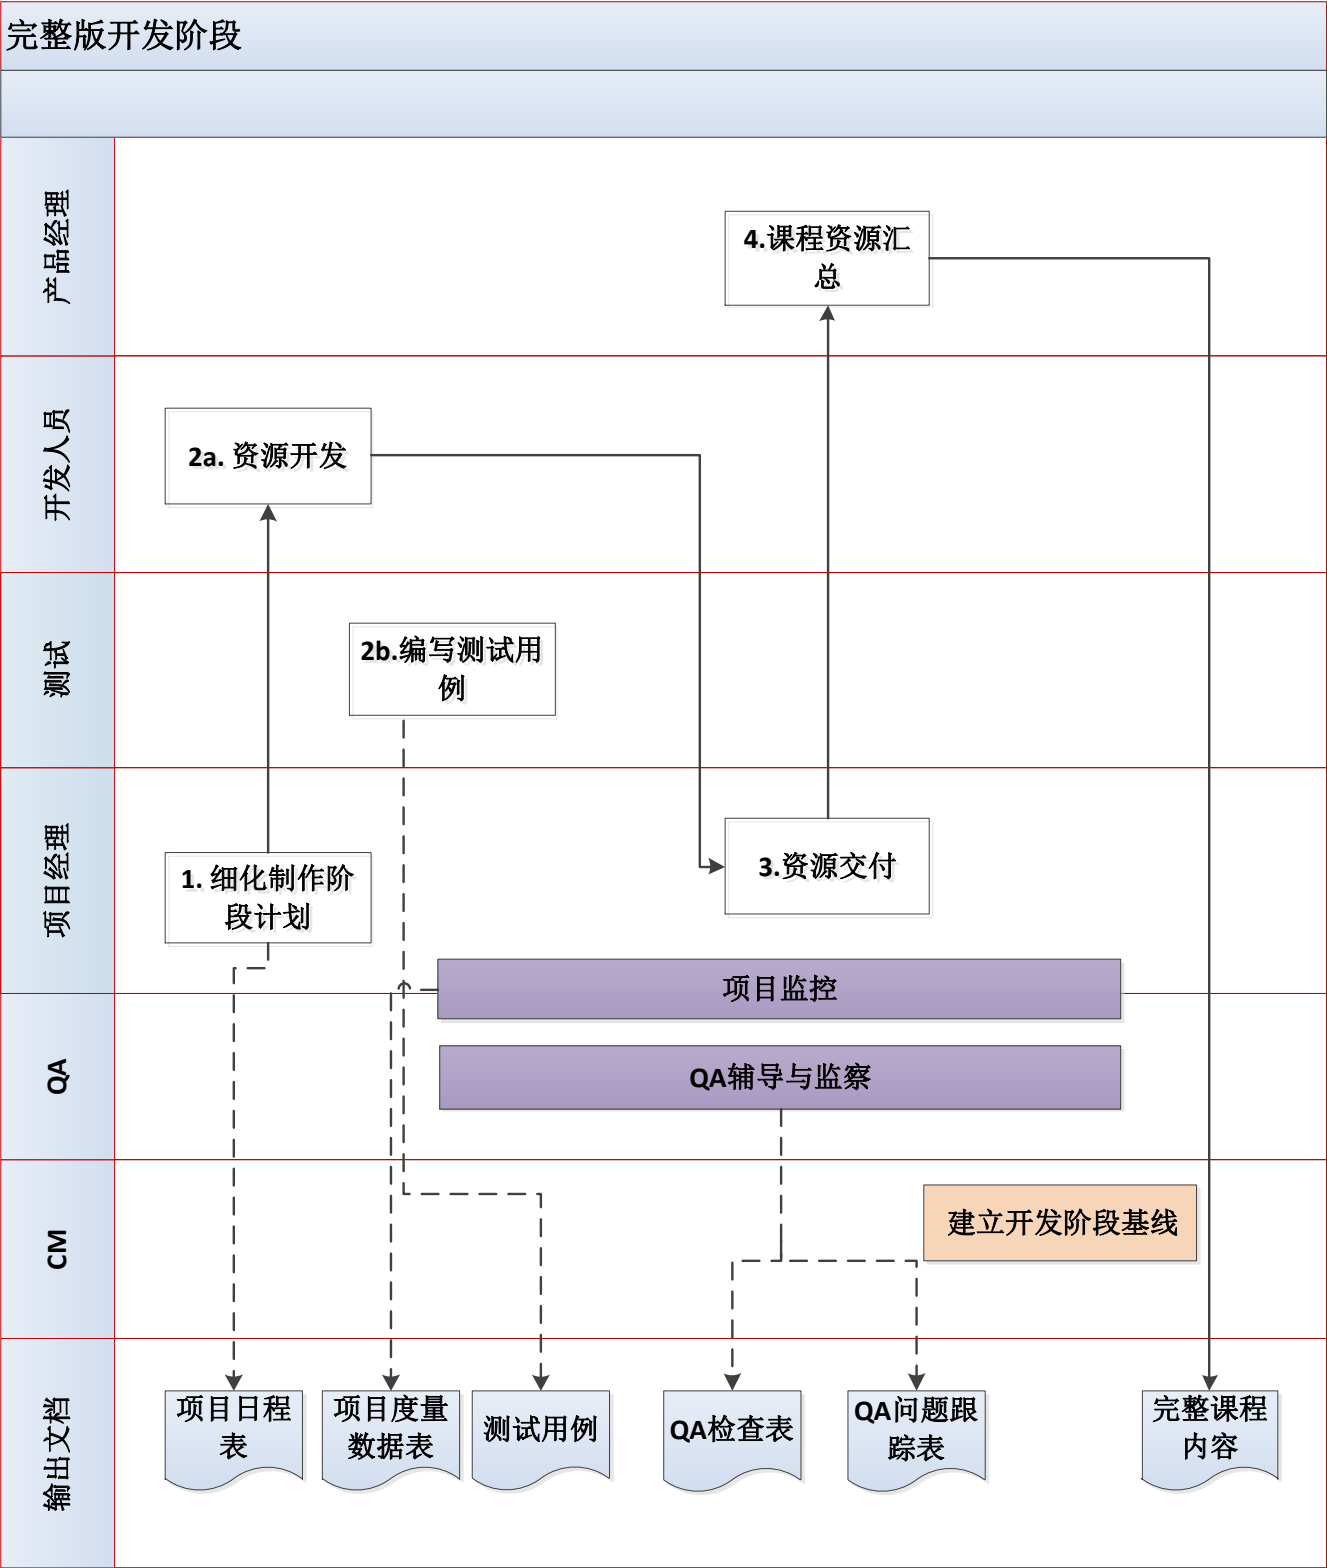 完整版开发阶段
产品经理
4.课程资源汇
总
开发人员
2a. 资源开发
测试
2b.编写测试用
例
项目经理
1. 细化制作阶
段计划
3.资源交付
项目监控
QA
QA辅导与监察
CM
建立开发阶段基线
输出文档
项目日程
表
项目度量
数据表
测试用例
QA检查表
QA问题跟
踪表
完整课程
内容